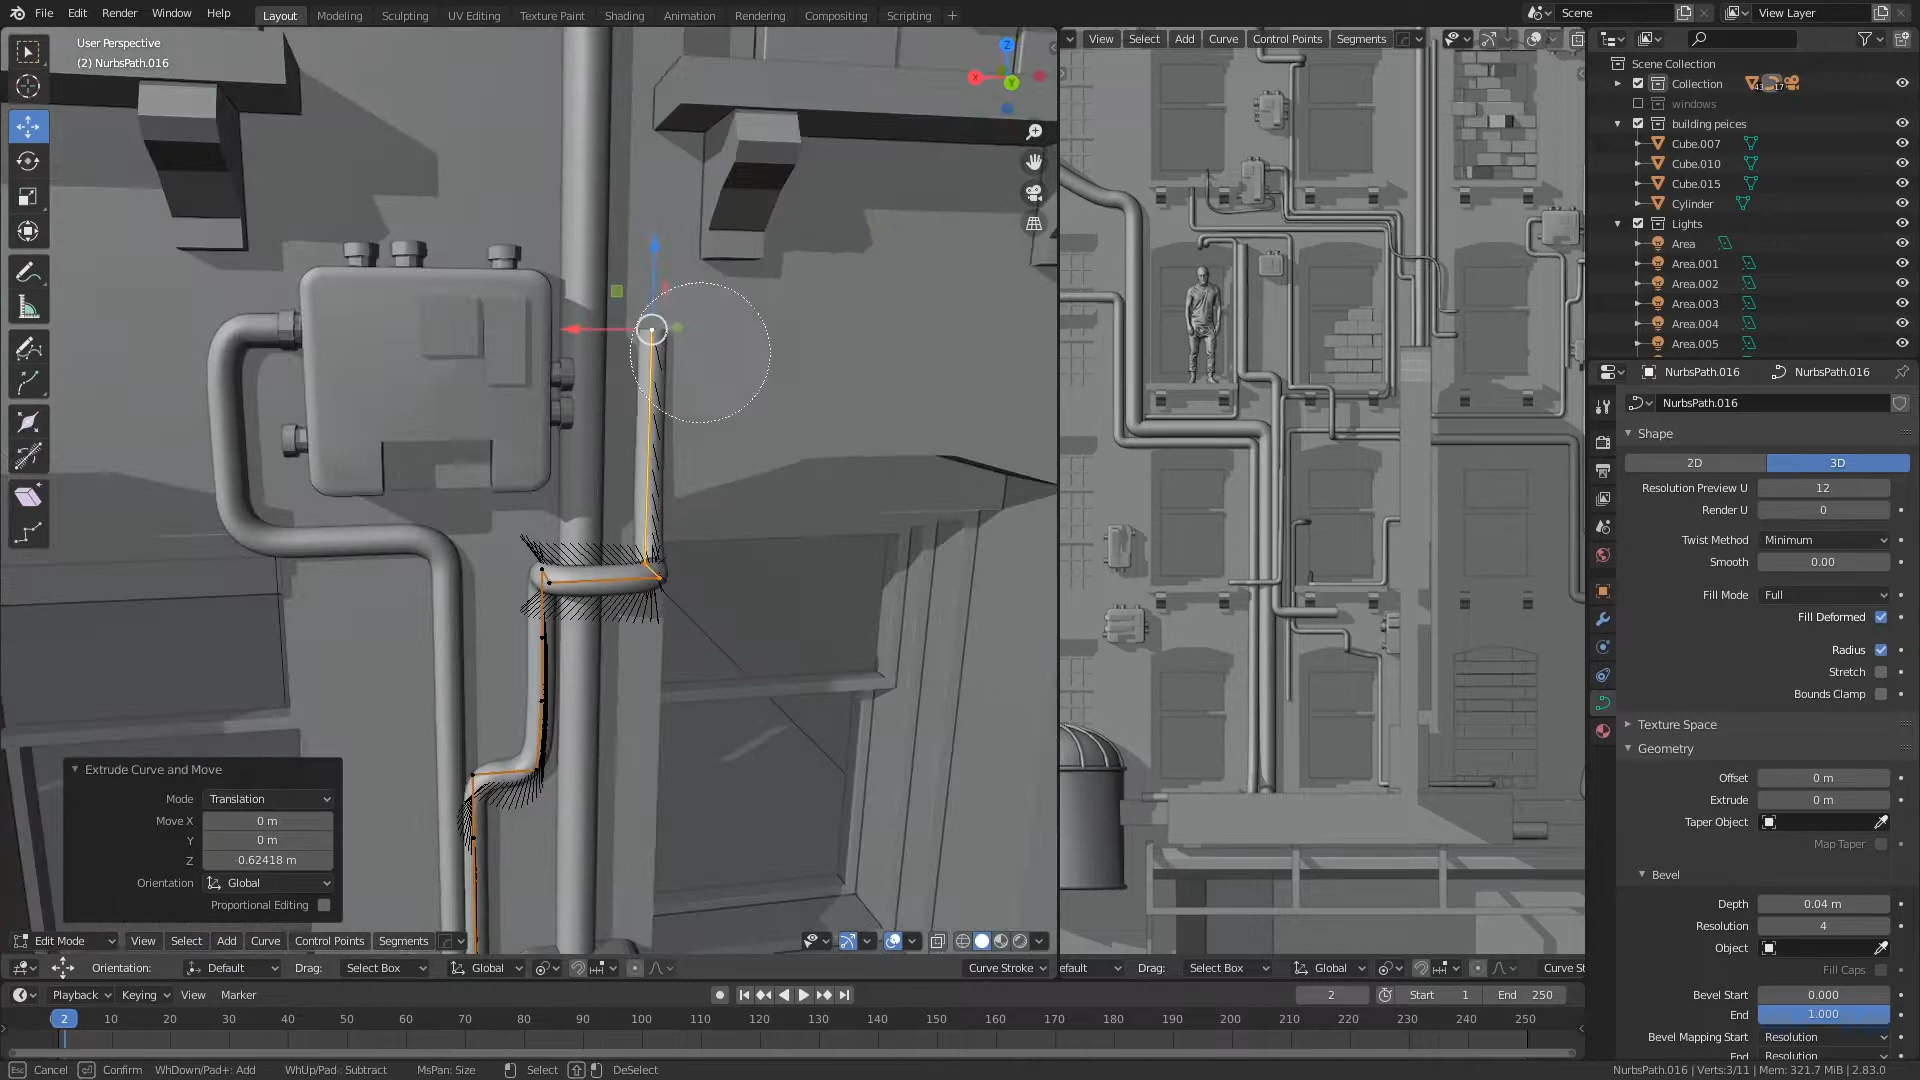 File Edit Render Window Help Layout Modeling Sculpting UV Editing Texture Paint Shading Animation Rendering Compositing Scripting + Scene View Layer
User Perspective
(2) NurbsPath.016
Z
X
Y
View Select Add Curve Control Points Segments
Scene Collection
Collection
windows
building peices
Cube.007
Cube.010
Cube.015
Cylinder
Lights
Area
Area.001
Area.002
Area.003
Area.004
Area.005
NurbsPath.016 NurbsPath.016
NurbsPath.016
Shape
2D 3D
Resolution Preview U 12
Render U 0
Twist Method Minimum
Smooth 0.00
Fill Mode Full
Fill Deformed
Radius
Stretch
Bounds Clamp
Texture Space
Geometry
Offset 0 m
Extrude 0 m
Taper Object
Map Taper
Bevel
Depth 0.04 m
Resolution 4
Object
Fill Caps
Bevel Start 0.000
End 1.000
Bevel Mapping Start Resolution
End Resolution
Extrude Curve and Move
Mode Translation
Move X 0 m
Y 0 m
Z 0.62418 m
Orientation Global
Proportional Editing
Edit Mode View Select Add Curve Control Points Segments
Orientation: Default Drag: Select Box Global Curve Stroke
efault Drag: Select Box Global Curve St
Playback Keying View Marker 2 Start 1 End 250
2 10 20 30 40 50 60 70 80 90 100 110 120 130 140 150 160 170 180 190 200 210 220 230 240 250
Esc Cancel Confirm WhDown/Pad+: Add WhUp/Pad-: Subtract MsPan: Size Select DeSelect NurbsPath.016 | Verts:3/11 | Mem: 321.7 MiB | 2.83.0